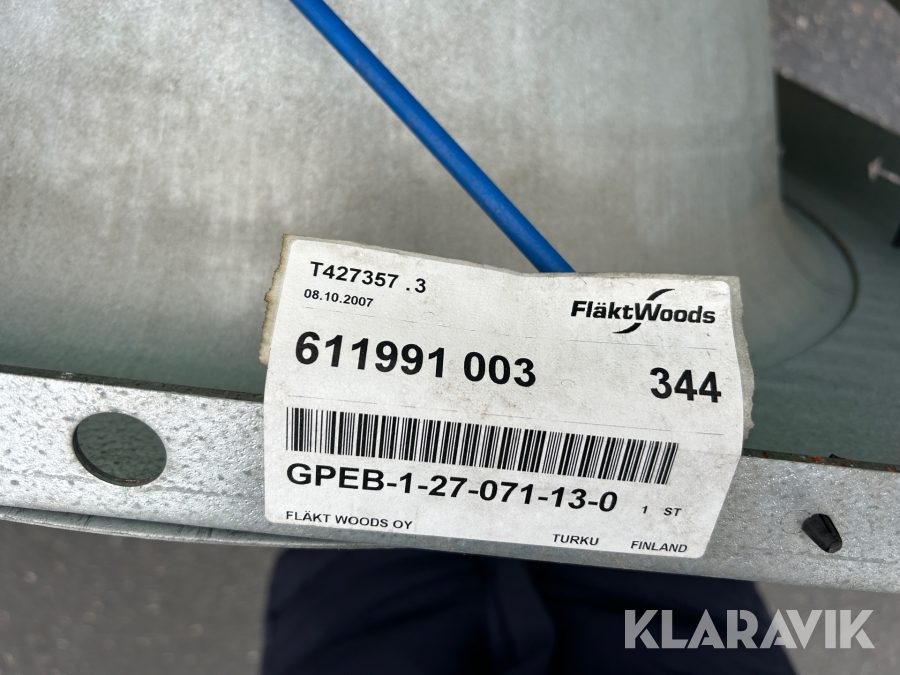 T427357 .3
08.10.2007
FläktWoods
611991 003
344
GPEB-1-27-071-13-0
1 ST
FLÄKT WOODS OY
TURKU FINLAND
KLARAVIK